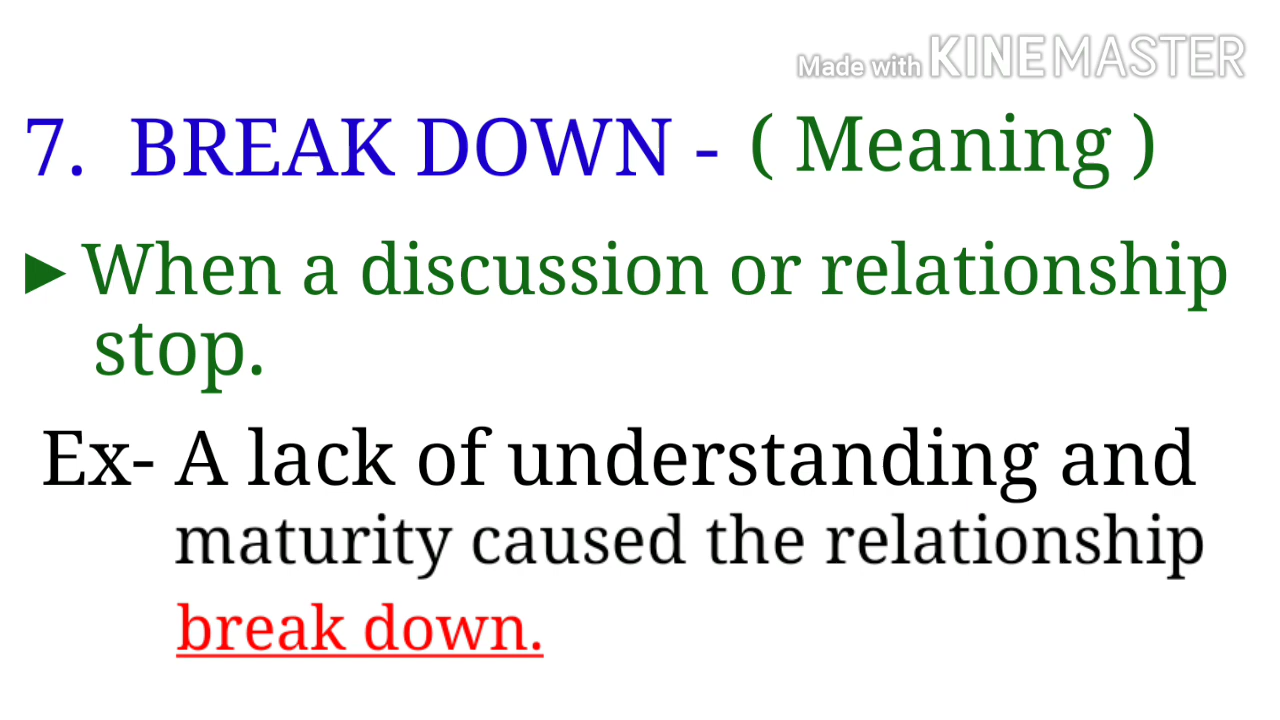 Made with KINEMASTER
7. BREAK DOWN - ( Meaning )
►When a discussion or relationship
stop.
Ex- A lack of understanding and
maturity caused the relationship
break down.